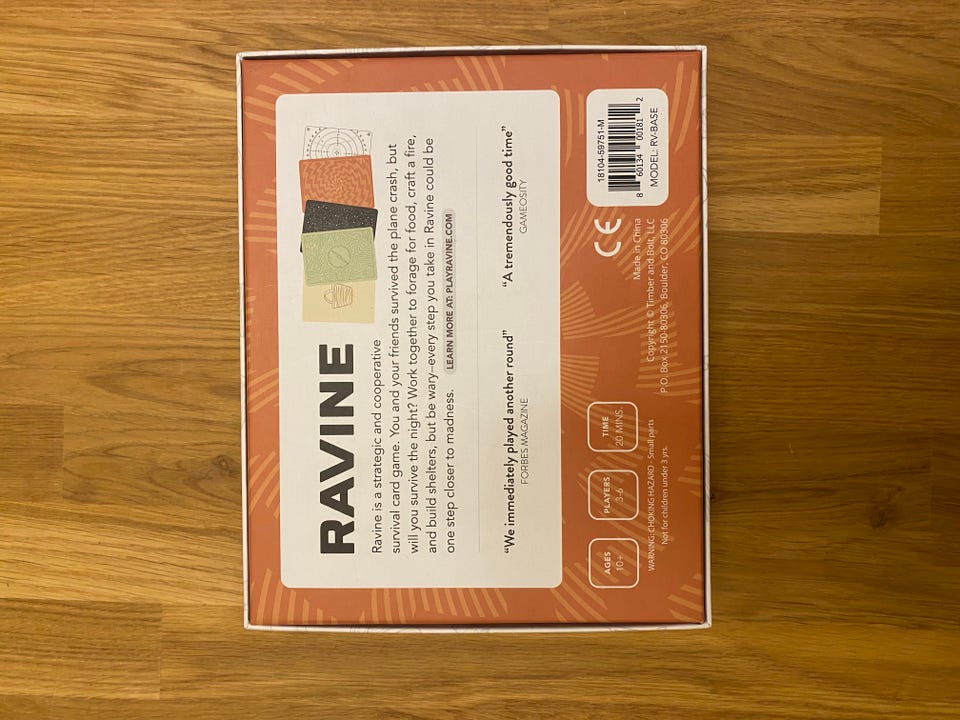 RAVINE
Ravine is a strategic and cooperative
survival card game. You and your friends survived the plane crash, but
will you survive the night? Work together to forage for food, craft a fire,
and build shelters, but be wary–every step you take in Ravine could be
one step closer to madness.
LEARN MORE AT: PLAYRAVINE.COM
“We immediately played another round”
FORBES MAGAZINE
“A tremendously good time”
GAMEOSITY
AGES
10+
PLAYERS
3-6
TIME
20 MINS.
WARNING: CHOKING HAZARD - Small parts
Not for children under 3 yrs.
CE
Made in China
Copyright © Timber and Bolt, LLC
P.O. Box 2150-80306, Boulder, CO 80306
18104-59751-M
8 60134 00181 2
MODEL: RV-BASE